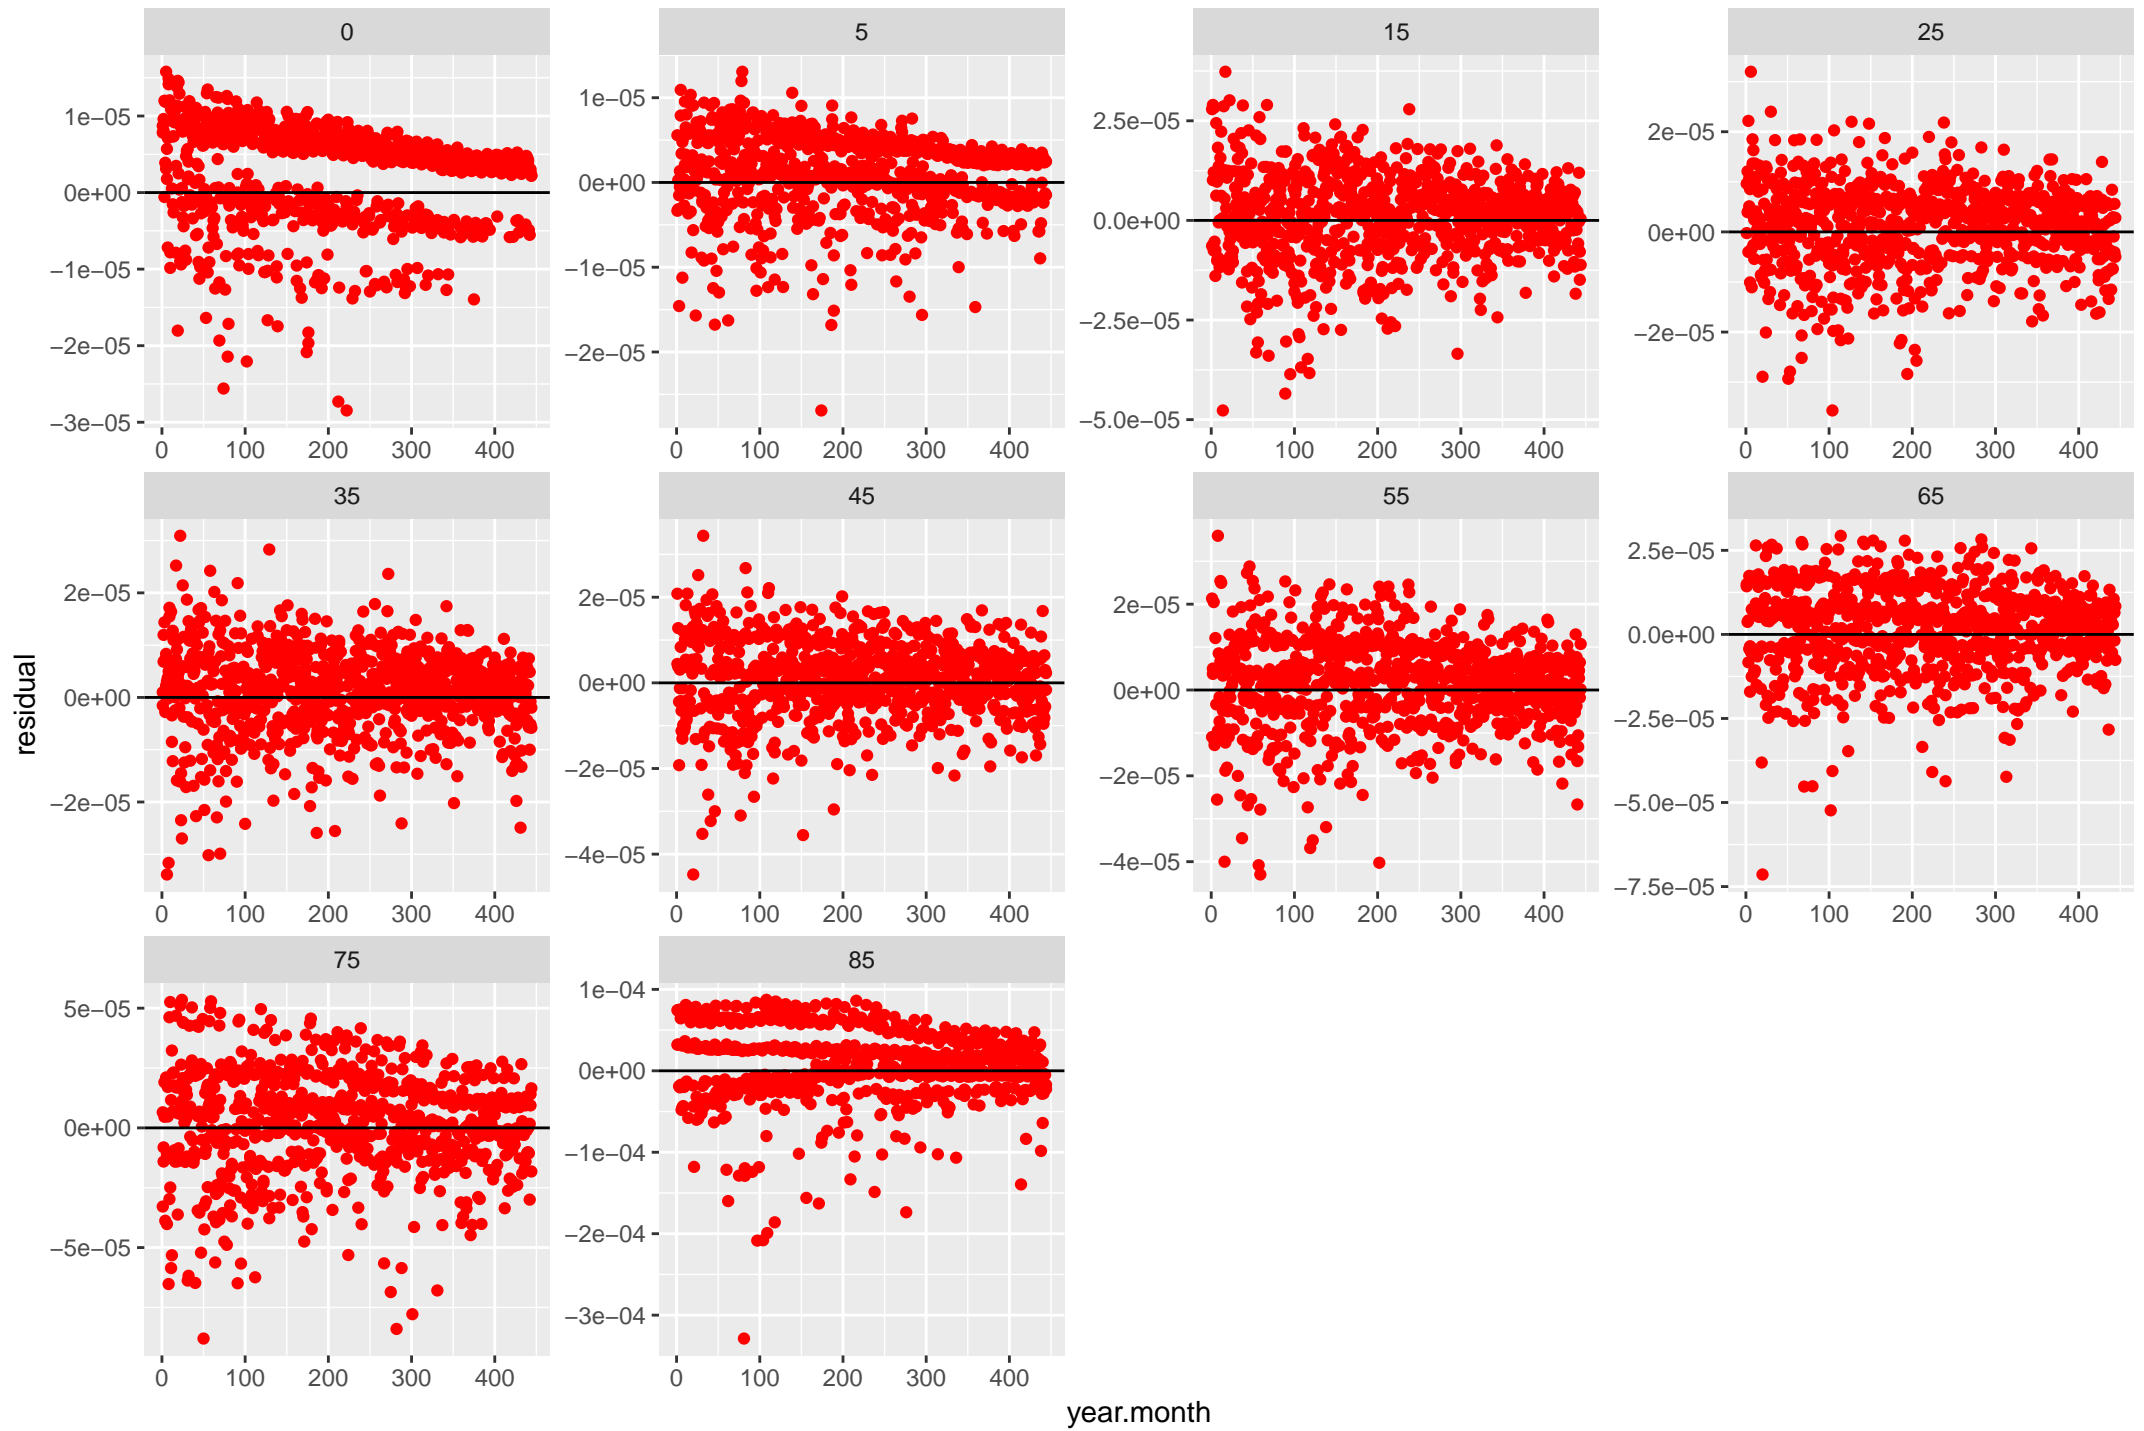 0 5 15 25
1e−05
0e+00
−1e−05
−2e−05
−3e−05
1e−05
0e+00
−1e−05
−2e−05
2.5e−05
0.0e+00
−2.5e−05
−5.0e−05
2e−05
0e+00
−2e−05
0 100 200 300 400 0 100 200 300 400 0 100 200 300 400 0 100 200 300 400
35 45 55 65
2e−05
0e+00
−2e−05
2e−05
0e+00
−2e−05
−4e−05
2e−05
0e+00
−2e−05
−4e−05
2.5e−05
0.0e+00
−2.5e−05
−5.0e−05
−7.5e−05
0 100 200 300 400 0 100 200 300 400 0 100 200 300 400 0 100 200 300 400
75 85
5e−05
0e+00
−5e−05
1e−04
0e+00
−1e−04
−2e−04
−3e−04
0 100 200 300 400 0 100 200 300 400
residual
year.month